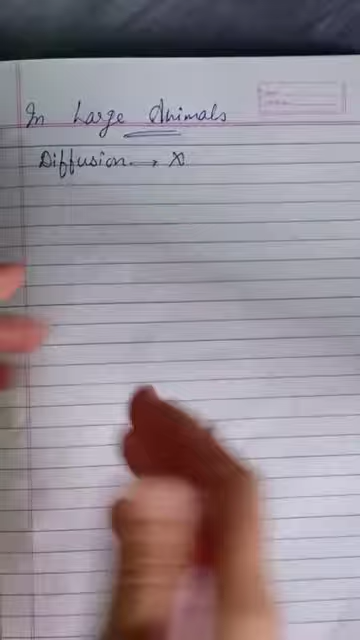 In Large Animals
Diffusion → X